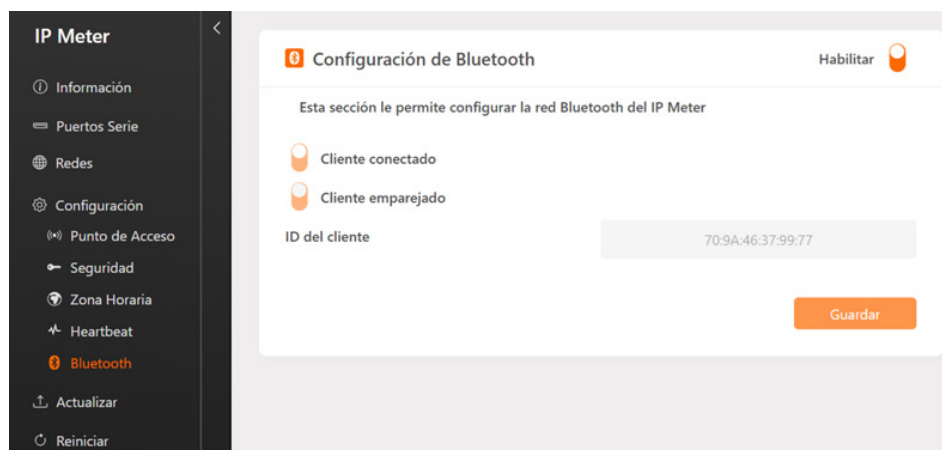 IP Meter
Información
Puertos Serie
Redes
Configuración
Punto de Acceso
Seguridad
Zona Horaria
Heartbeat
Bluetooth
Actualizar
Reiniciar
Configuración de Bluetooth
Habilitar
Esta sección le permite configurar la red Bluetooth del IP Meter
Cliente conectado
Cliente emparejado
ID del cliente
70:9A:46:37:99:77
Guardar